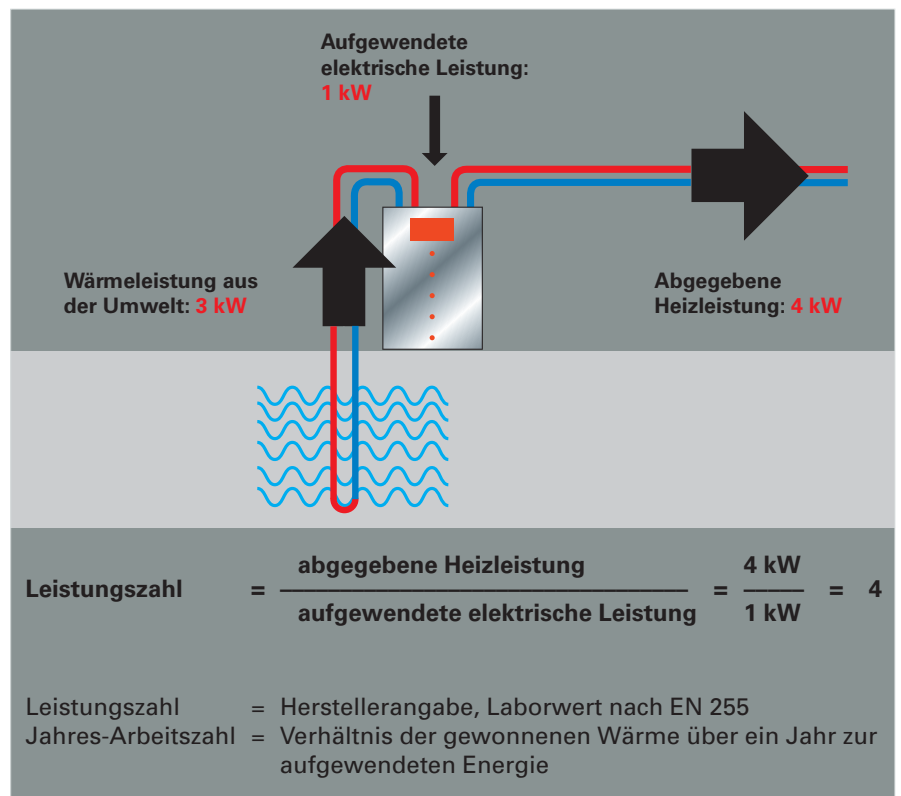 Aufgewendete
elektrische Leistung:
1 kW
Wärmeleistung aus
der Umwelt: 3 kW
Abgegebene
Heizleistung: 4 kW
abgegebene Heizleistung 4 kW
Leistungszahl = = = 4
aufgewendete elektrische Leistung 1 kW
Leistungszahl = Herstellerangabe, Laborwert nach EN 255
Jahres-Arbeitszahl = Verhältnis der gewonnenen Wärme über ein Jahr zur
aufgewendeten Energie